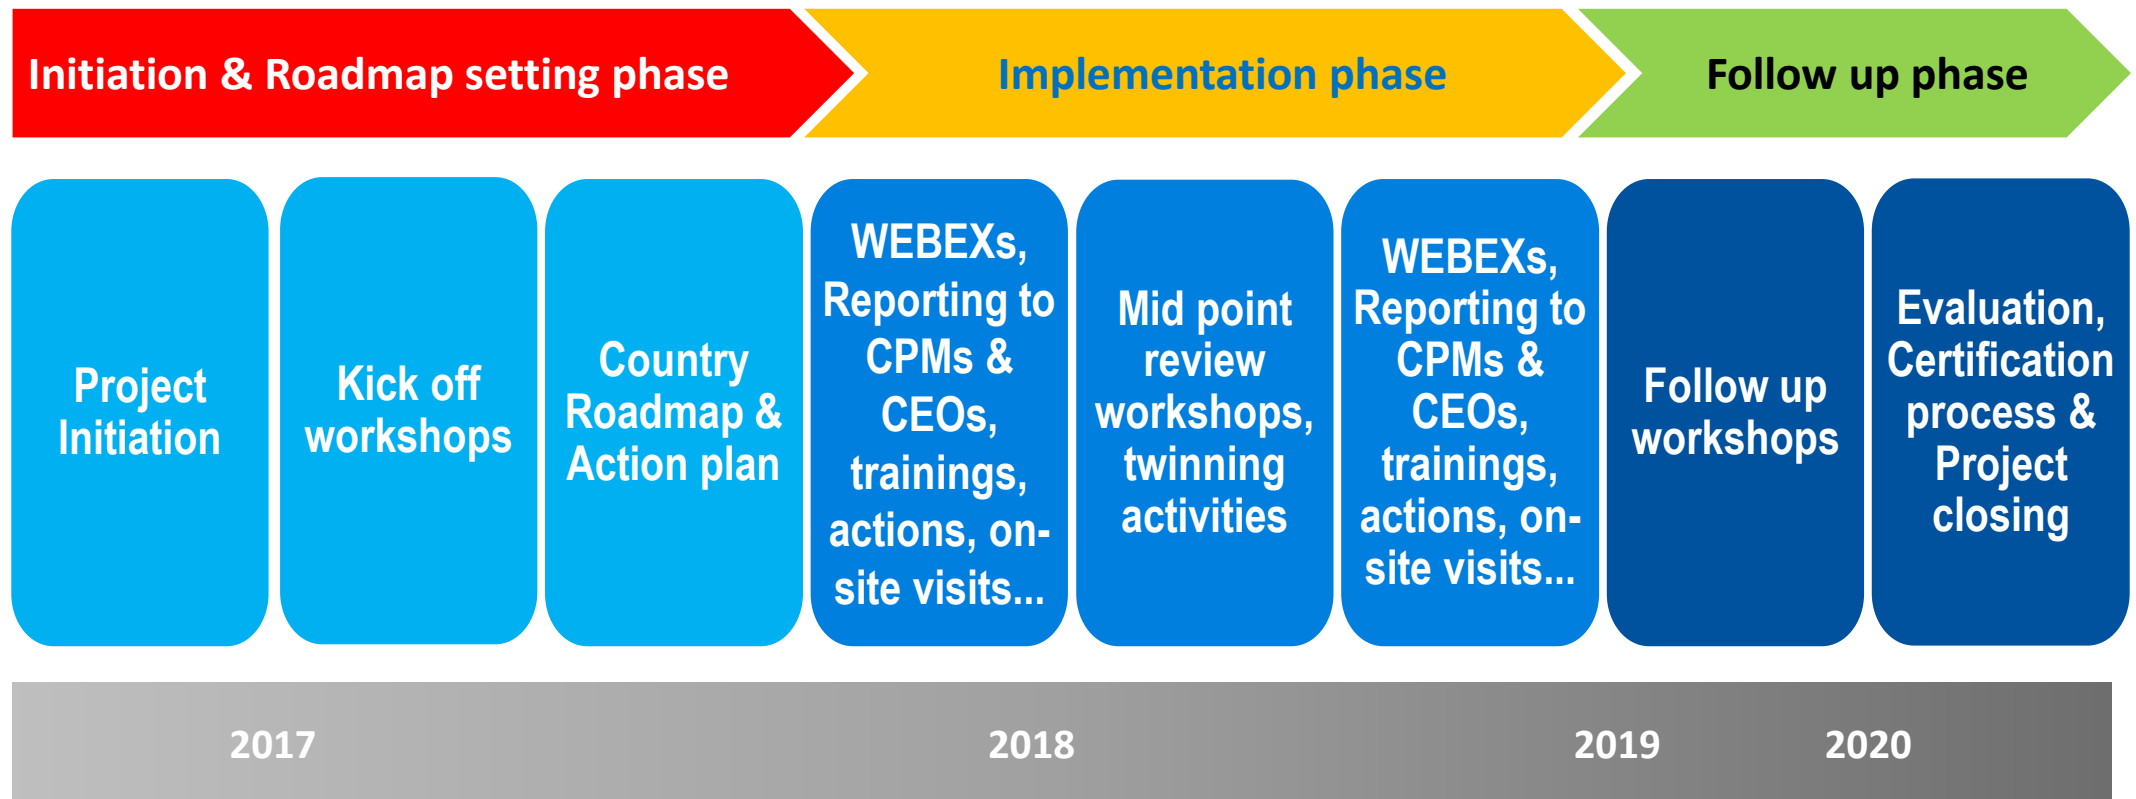 Initiation & Roadmap setting phase
Implementation phase
Follow up phase
Project
Initiation
Kick off
workshops
Country
Roadmap &
Action plan
WEBEXs,
Reporting to
CPMs &
CEOs,
trainings,
actions, on-
site visits...
Mid point
review
workshops,
twinning
activities
WEBEXs,
Reporting to
CPMs &
CEOs,
trainings,
actions, on-
site visits...
Follow up
workshops
Evaluation,
Certification
process &
Project
closing
2017
2018
2019
2020